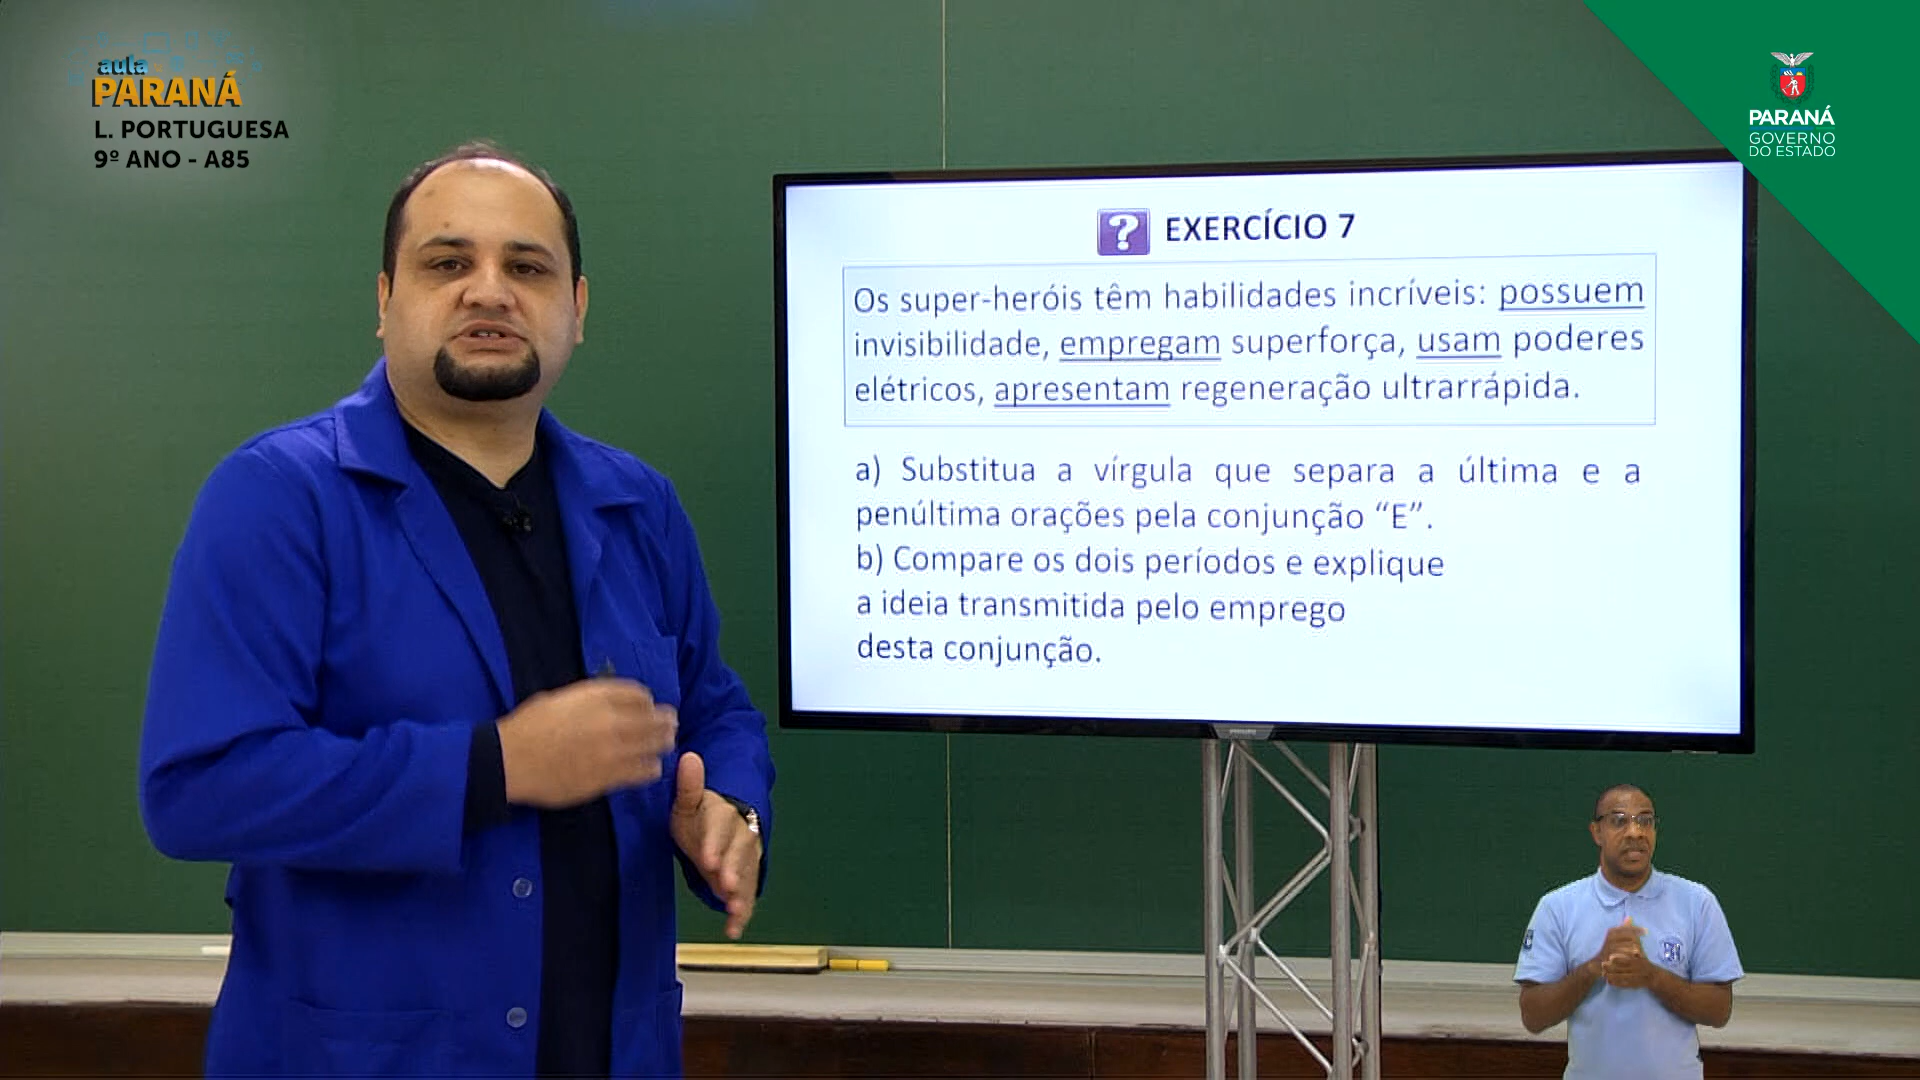 aula
PARANÁ
L. PORTUGUESA
9º ANO - A85
PARANÁ
GOVERNO
DO ESTADO
? EXERCÍCIO 7
Os super-heróis têm habilidades incríveis: possuem
invisibilidade, empregam superforça, usam poderes
elétricos, apresentam regeneração ultrarrápida.
a) Substitua a vírgula que separa a última e a
penúltima orações pela conjunção “E”.
b) Compare os dois períodos e explique
a ideia transmitida pelo emprego
desta conjunção.